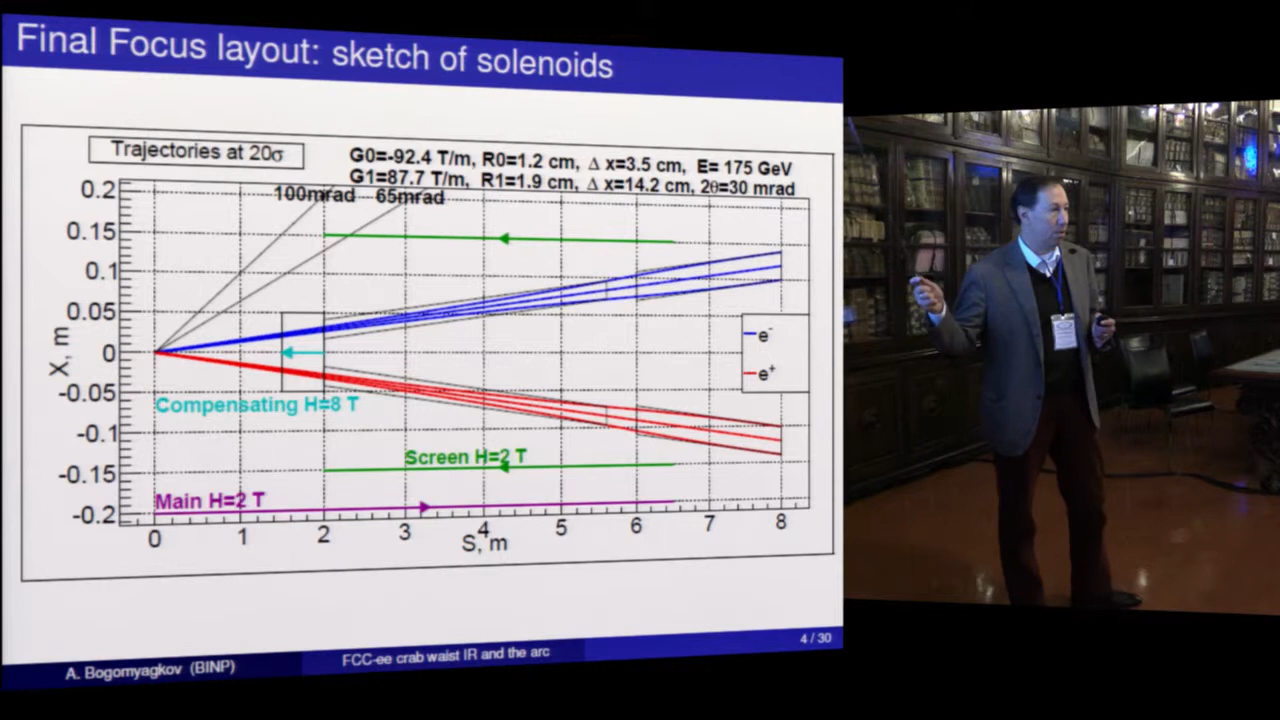 Final Focus layout: sketch of solenoids
Trajectories at 20σ
G0=-92.4 T/m, R0=1.2 cm, Δ x=3.5 cm, E= 175 GeV
G1=87.7 T/m, R1=1.9 cm, Δ x=14.2 cm, 2θ=30 mrad
100mrad 65mrad
0.2
0.15
0.1
0.05
0
-0.05
-0.1
-0.15
-0.2
X, m
e-
e+
Compensating H=8 T
Screen H=2 T
Main H=2 T
0 1 2 3 4 5 6 7 8
S, m
4 / 30
A. Bogomyagkov (BINP) FCC-ee crab waist IR and the arc